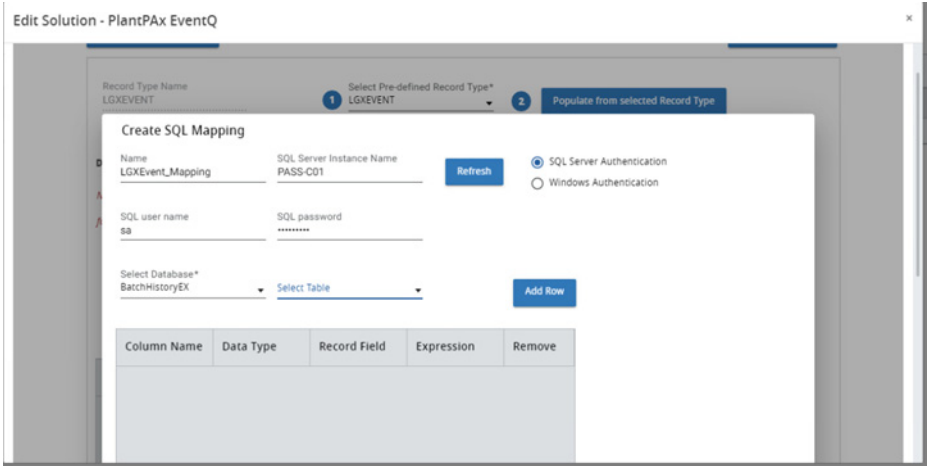 Edit Solution - PlantPAx EventQ ×
Record Type Name
LGXEVENT
Select Pre-defined Record Type*
1 LGXEVENT 2 Populate from selected Record Type
Create SQL Mapping
Name SQL Server Instance Name
LGXEvent_Mapping PASS-C01 Refresh
SQL Server Authentication
Windows Authentication
SQL user name SQL password
sa •••••••••
Select Database*
BatchHistoryEX Select Table Add Row
Column Name Data Type Record Field Expression Remove